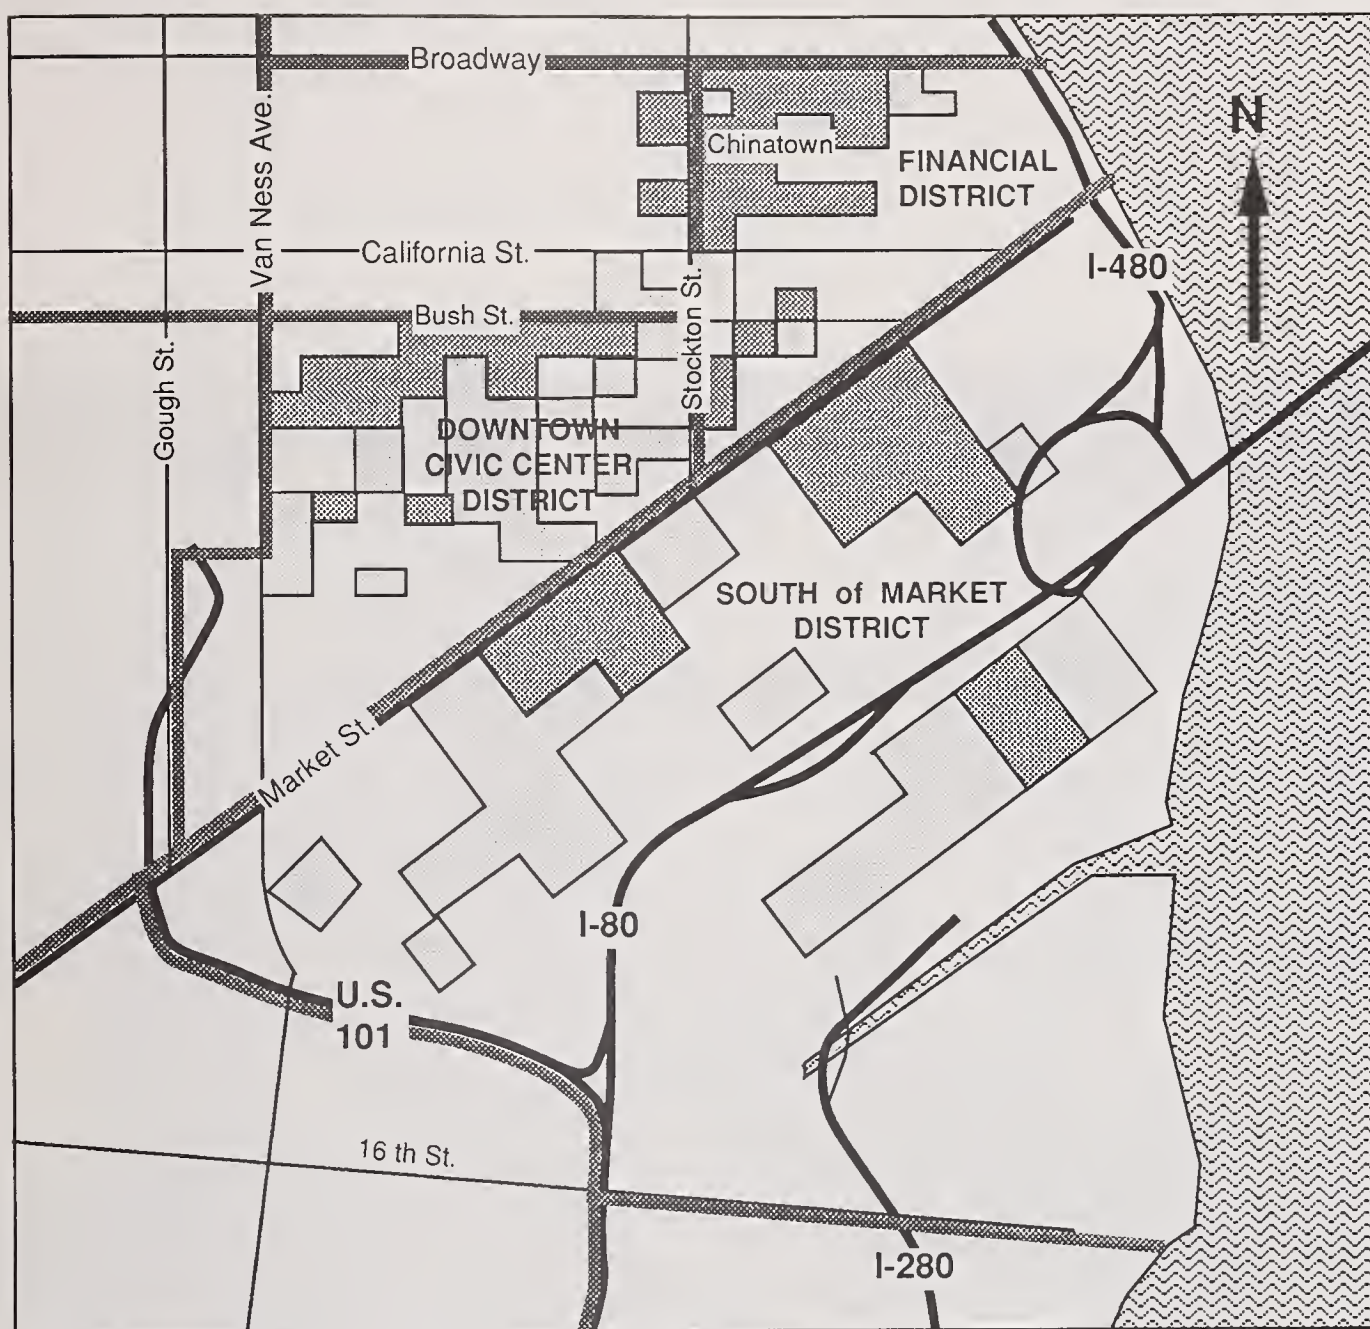 Broadway
Van Ness Ave.
N
Chinatown
FINANCIAL
DISTRICT
California St.
I-480
Stockton St.
Bush St.
Gough St.
DOWNTOWN
CIVIC CENTER
DISTRICT
SOUTH of MARKET
DISTRICT
Market St.
I-80
U.S.
101
16 th St.
I-280